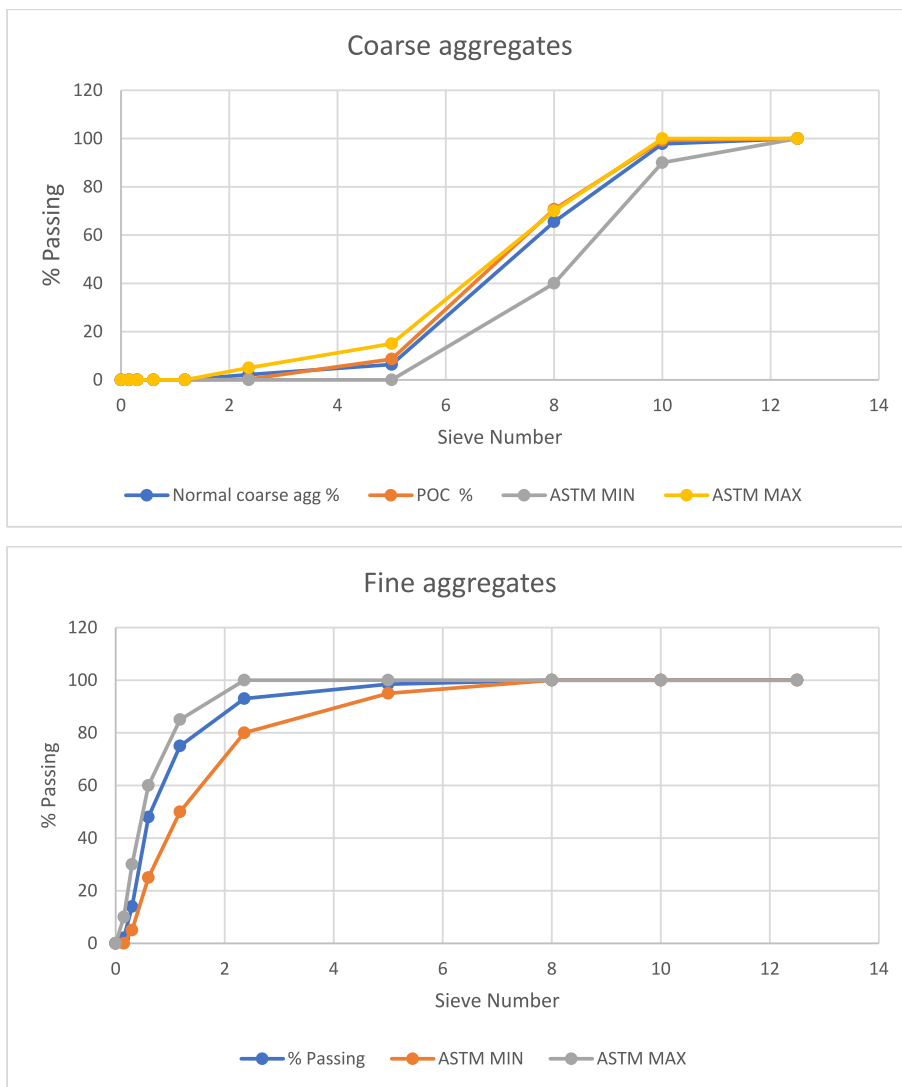 Coarse aggregates
120
100
80
60
40
20
0
% Passing
0 2 4 6 8 10 12 14
Sieve Number
Normal coarse agg % POC % ASTM MIN ASTM MAX
Fine aggregates
120
100
80
60
40
20
0
% Passing
0 2 4 6 8 10 12 14
Sieve Number
% Passing ASTM MIN ASTM MAX